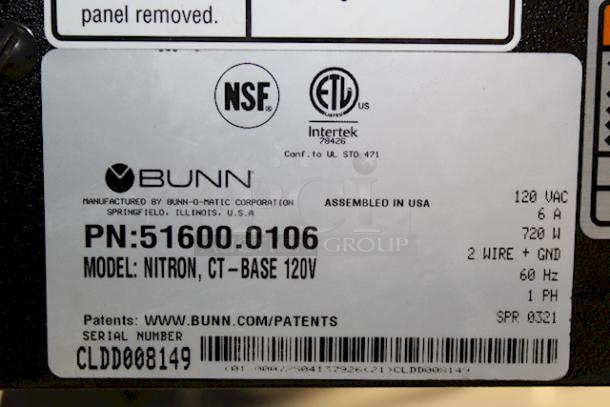 panel removed.
NSF®
ETL
LISTED
US
Intertek
78426
Conf. to UL STD 471
BUNN®
MANUFACTURED BY BUNN-O-MATIC CORPORATION
SPRINGFIELD, ILLINOIS, U.S.A
ASSEMBLED IN USA
120 VAC
6 A
PN:51600.0106
720 W
GROUP
2 WIRE + GND
MODEL: NITRON, CT-BASE 120V
60 Hz
1 PH
Patents: WWW.BUNN.COM/PATENTS
SPR 0321
SERIAL NUMBER
CLDD008149